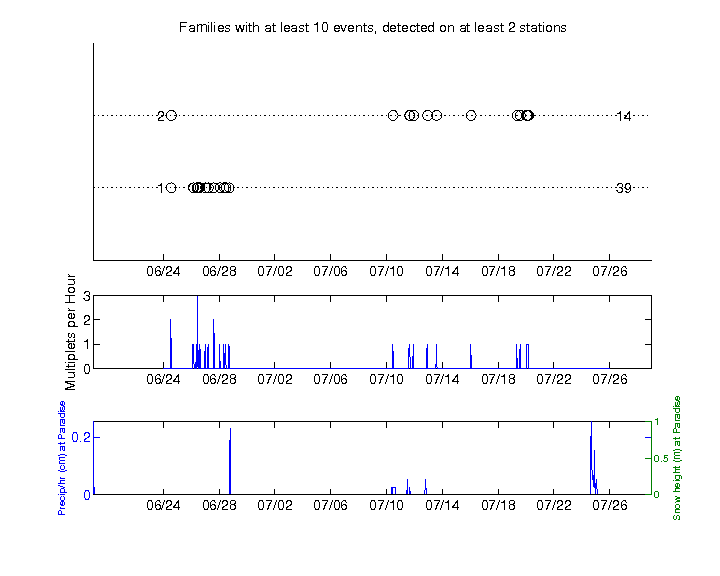 Families with at least 10 events, detected on at least 2 stations
2 14
1 39
06/24 06/28 07/02 07/06 07/10 07/14 07/18 07/22 07/26
Multiplets per Hour
3
2
1
0
06/24 06/28 07/02 07/06 07/10 07/14 07/18 07/22 07/26
Precip/hr (cm) at Paradise
0.2
0
1
0.5
0
Snow height (m) at Paradise
06/24 06/28 07/02 07/06 07/10 07/14 07/18 07/22 07/26